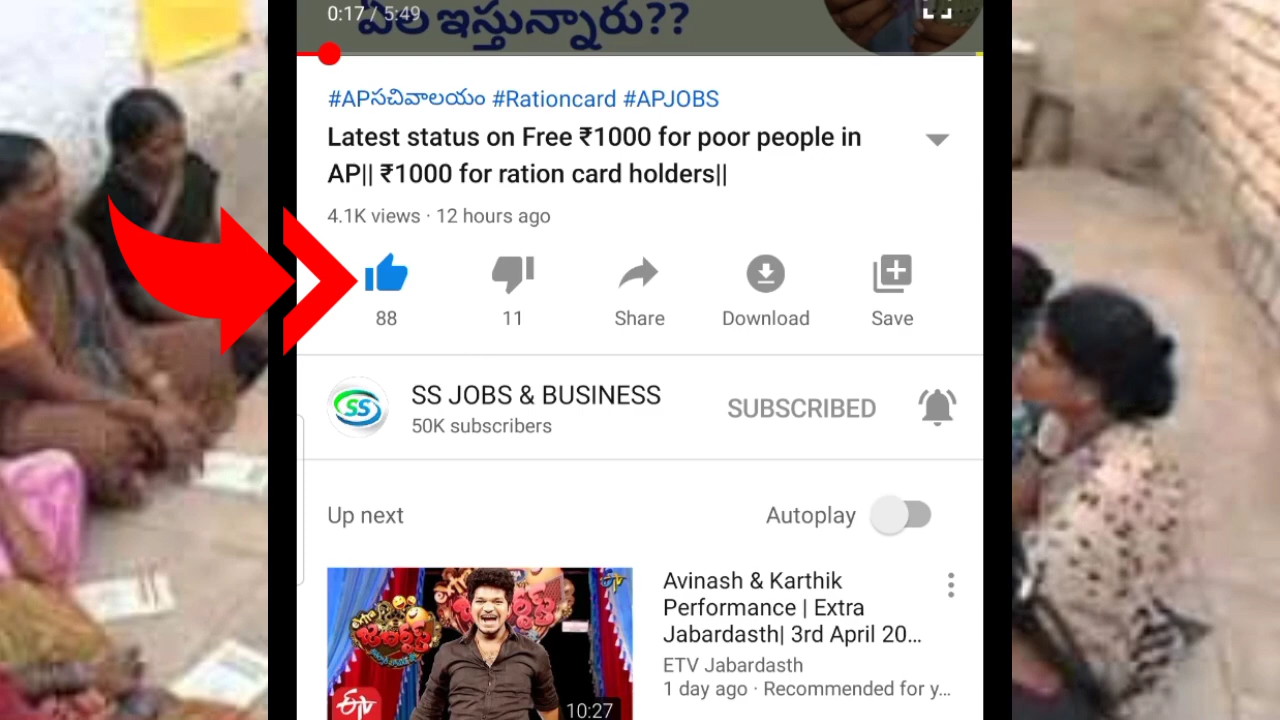 0:17 / 5:49
ఏలా ఇస్తున్నారు??
#APసచివాలయం #Rationcard #APJOBS
Latest status on Free ₹1000 for poor people in
AP|| ₹1000 for ration card holders||
4.1K views · 12 hours ago
88
11
Share
Download
Save
SS
SS JOBS & BUSINESS
SUBSCRIBED
50K subscribers
Up next
Autoplay
Avinash & Karthik
Performance | Extra
Jabardasth| 3rd April 20...
ETV Jabardasth
1 day ago · Recommended for y...
10:27